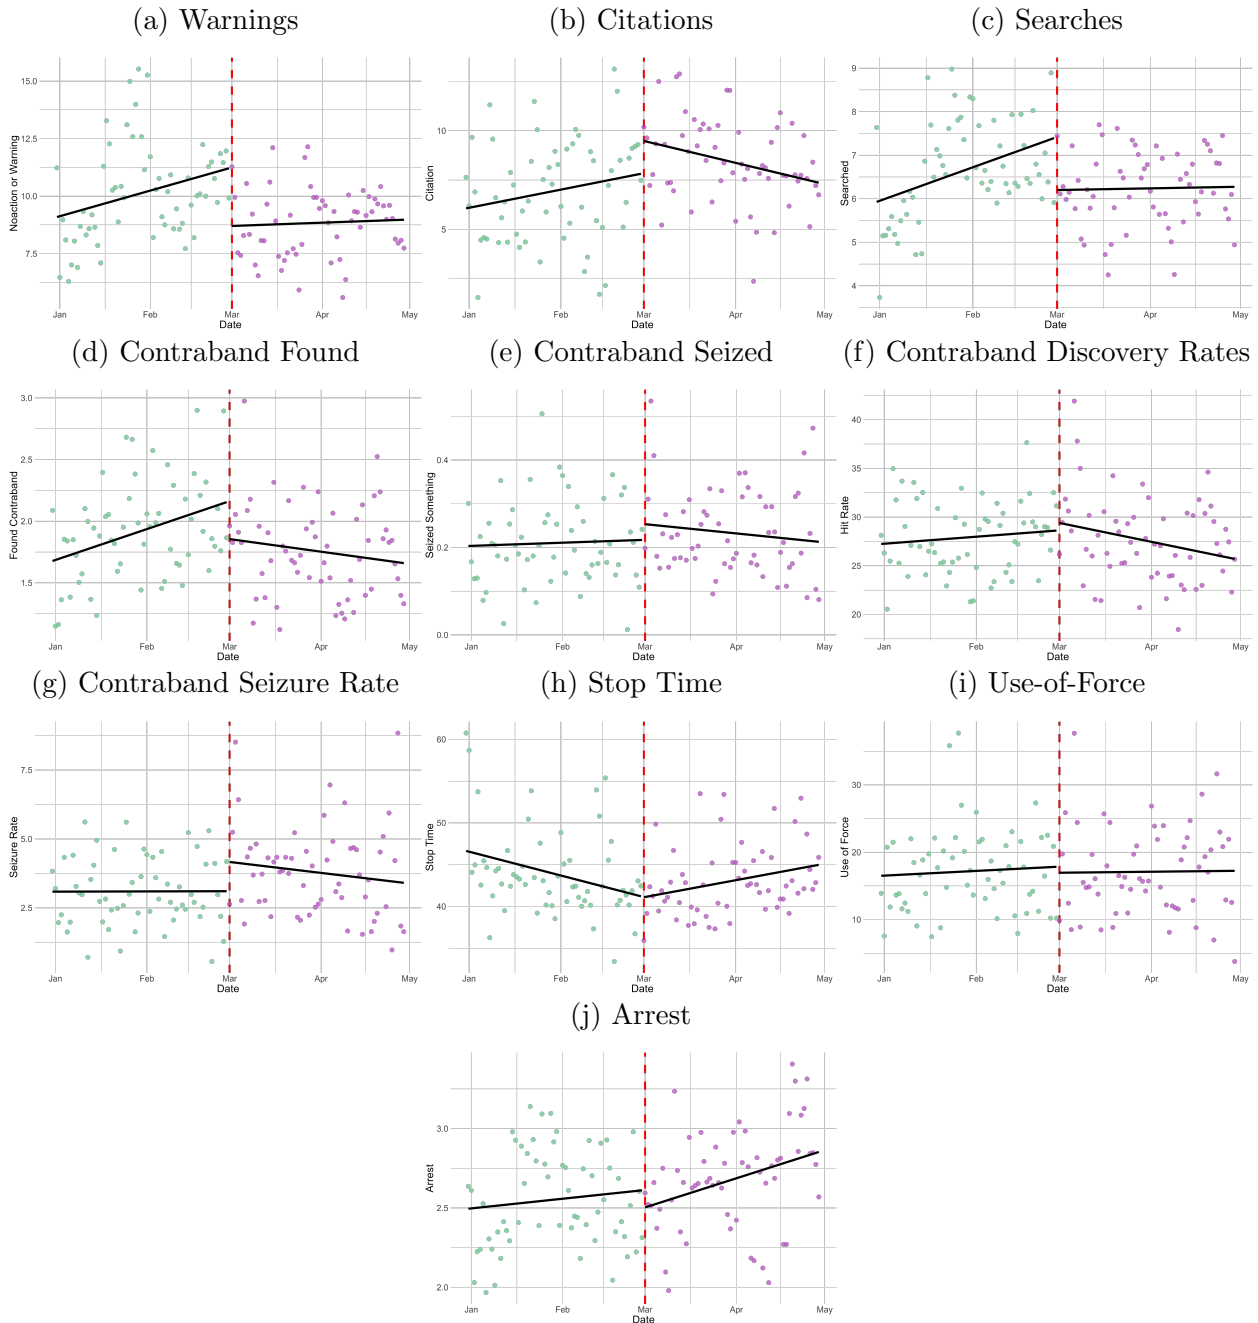 (a) Warnings
(b) Citations
(c) Searches
Noaction or Warning
15.0
12.5
10.0
7.5
Jan Feb Mar Apr May
Date
Citation
10
5
Jan Feb Mar Apr May
Date
Searched
9
8
7
6
5
4
Jan Feb Mar Apr May
Date
(d) Contraband Found
(e) Contraband Seized
(f) Contraband Discovery Rates
Found Contraband
3.0
2.5
2.0
1.5
Jan Feb Mar Apr May
Date
Seized Something
0.4
0.2
0.0
Jan Feb Mar Apr May
Date
Hit Rate
40
35
30
25
20
Jan Feb Mar Apr May
Date
(g) Contraband Seizure Rate
(h) Stop Time
(i) Use-of-Force
Seizure Rate
7.5
5.0
2.5
Jan Feb Mar Apr May
Date
Stop Time
60
50
40
Jan Feb Mar Apr May
Date
Use of Force
30
20
10
Jan Feb Mar Apr May
Date
(j) Arrest
Arrest
3.0
2.5
2.0
Jan Feb Mar Apr May
Date